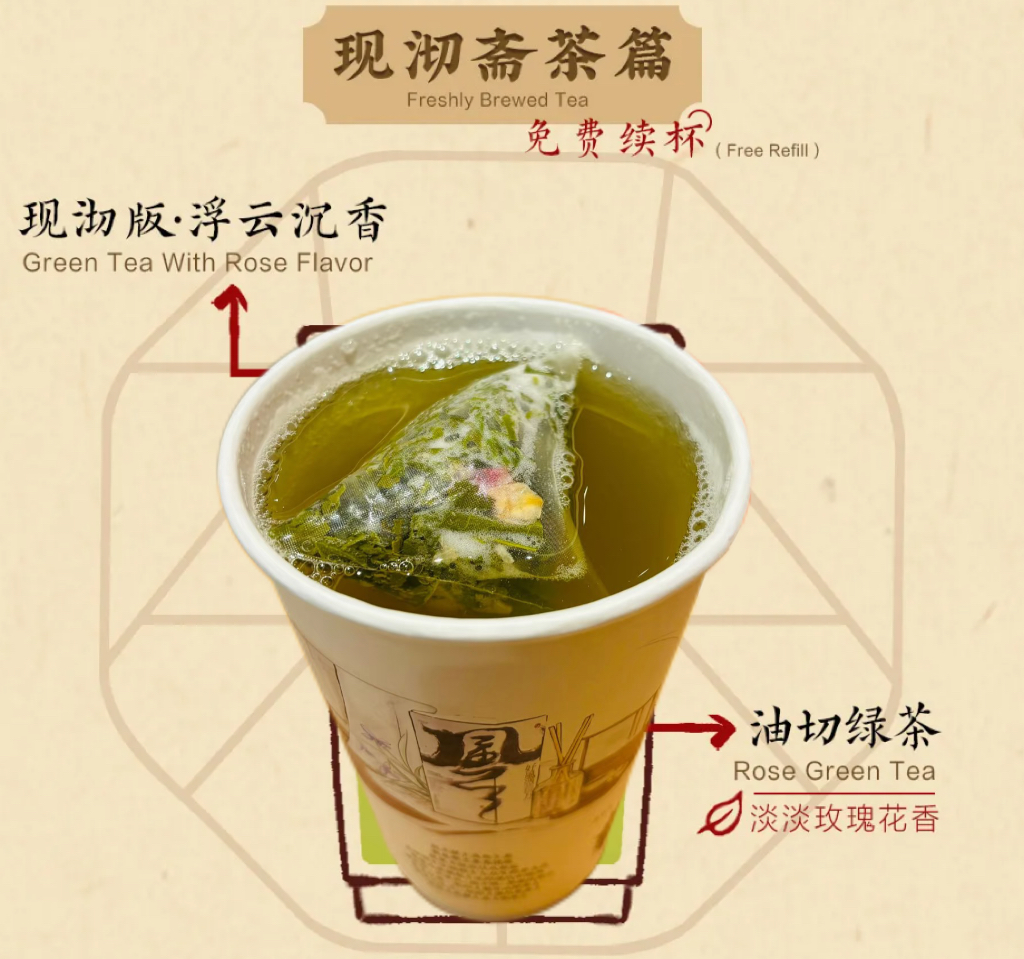 现沏斋茶篇
Freshly Brewed Tea
免费续杯 ( Free Refill )
现沏版·浮云沉香
Green Tea With Rose Flavor
油切绿茶
Rose Green Tea
淡淡玫瑰花香